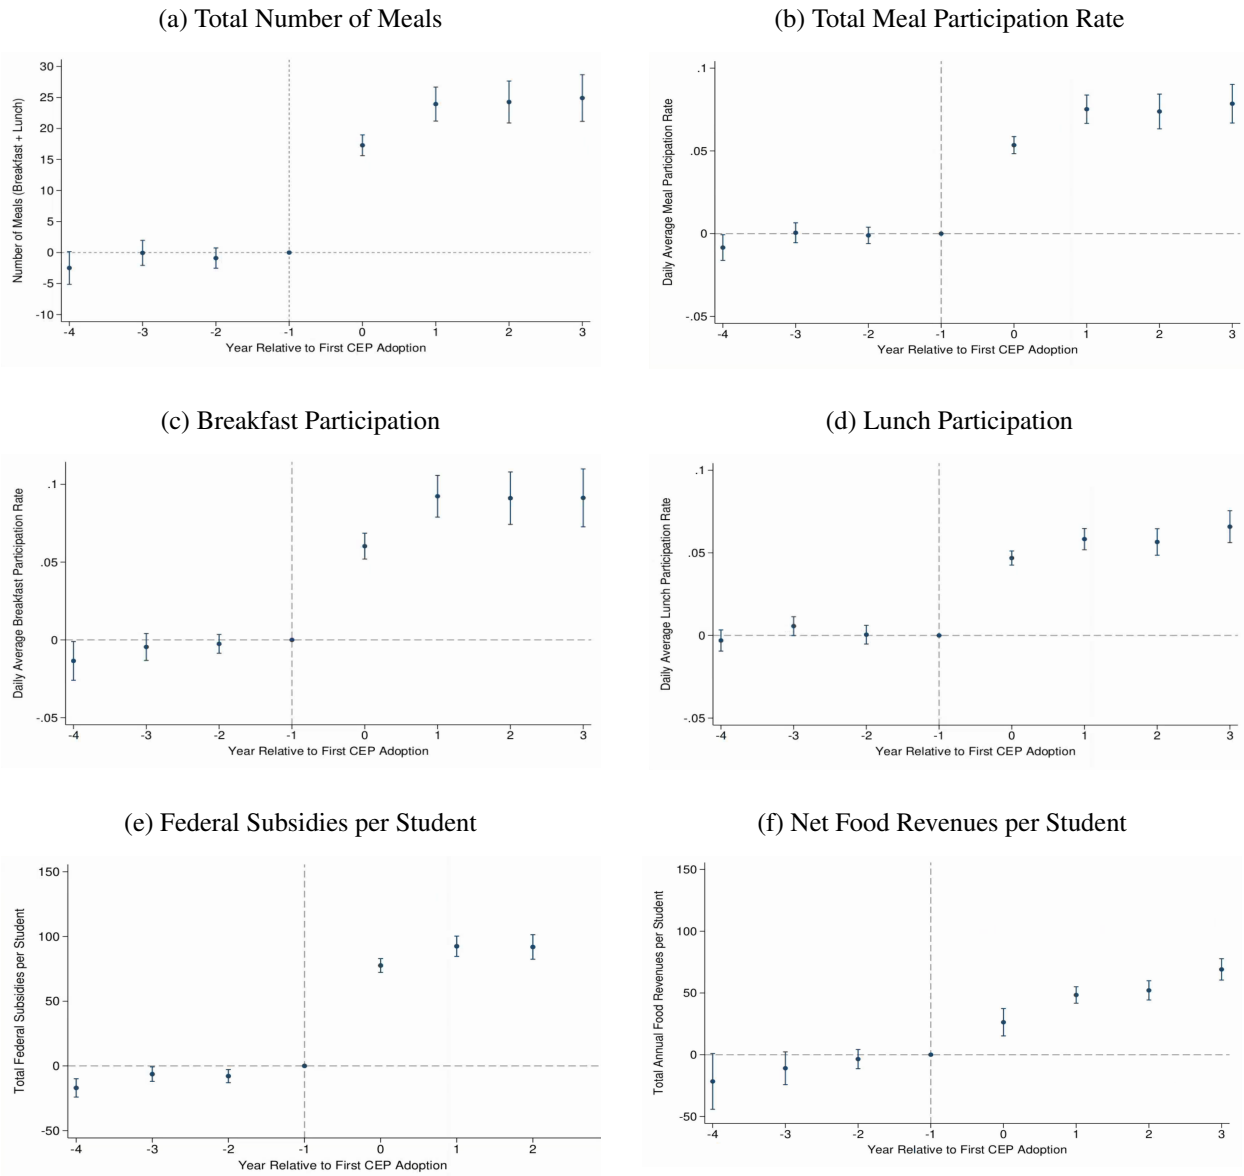 (a) Total Number of Meals
Number of Meals (Breakfast + Lunch)
30
25
20
15
10
5
0
-5
-10
-4 -3 -2 -1 0 1 2 3
Year Relative to First CEP Adoption
(b) Total Meal Participation Rate
Daily Average Meal Participation Rate
.1
.05
0
-.05
-4 -3 -2 -1 0 1 2 3
Year Relative to First CEP Adoption
(c) Breakfast Participation
Daily Average Breakfast Participation Rate
.1
.05
0
-.05
-4 -3 -2 -1 0 1 2 3
Year Relative to First CEP Adoption
(d) Lunch Participation
Daily Average Lunch Participation Rate
.1
.05
0
-.05
-4 -3 -2 -1 0 1 2 3
Year Relative to First CEP Adoption
(e) Federal Subsidies per Student
Total Federal Subsidies per Student
150
100
50
0
-50
-4 -3 -2 -1 0 1 2
Year Relative to First CEP Adoption
(f) Net Food Revenues per Student
Total Annual Food Revenues per Student
150
100
50
0
-50
-4 -3 -2 -1 0 1 2 3
Year Relative to First CEP Adoption